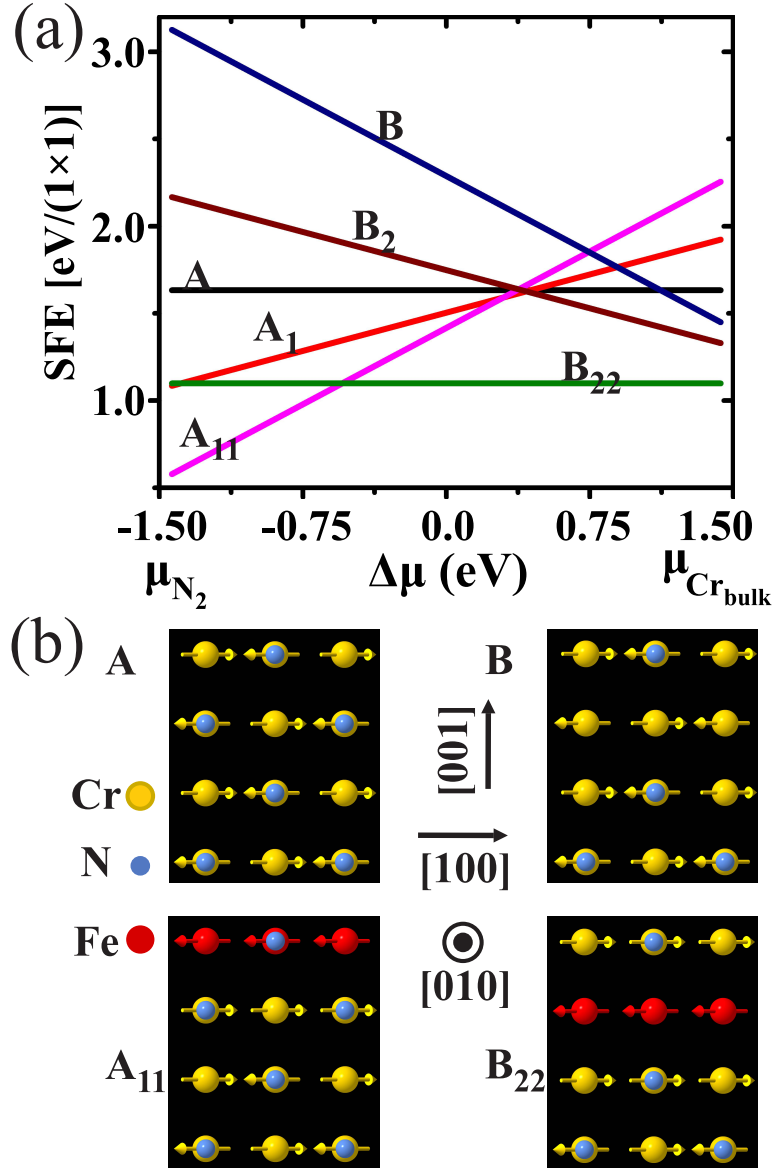 (a)
SFE [eV/(1×1)]
3.0
2.0
1.0
B
B₂
A
A₁
B₂₂
A₁₁
-1.50 -0.75 0.0 0.75 1.50
μN₂ Δμ (eV) μCr_bulk
(b)
A
B
[001]
Cr
N
[100]
Fe
[010]
A₁₁
B₂₂